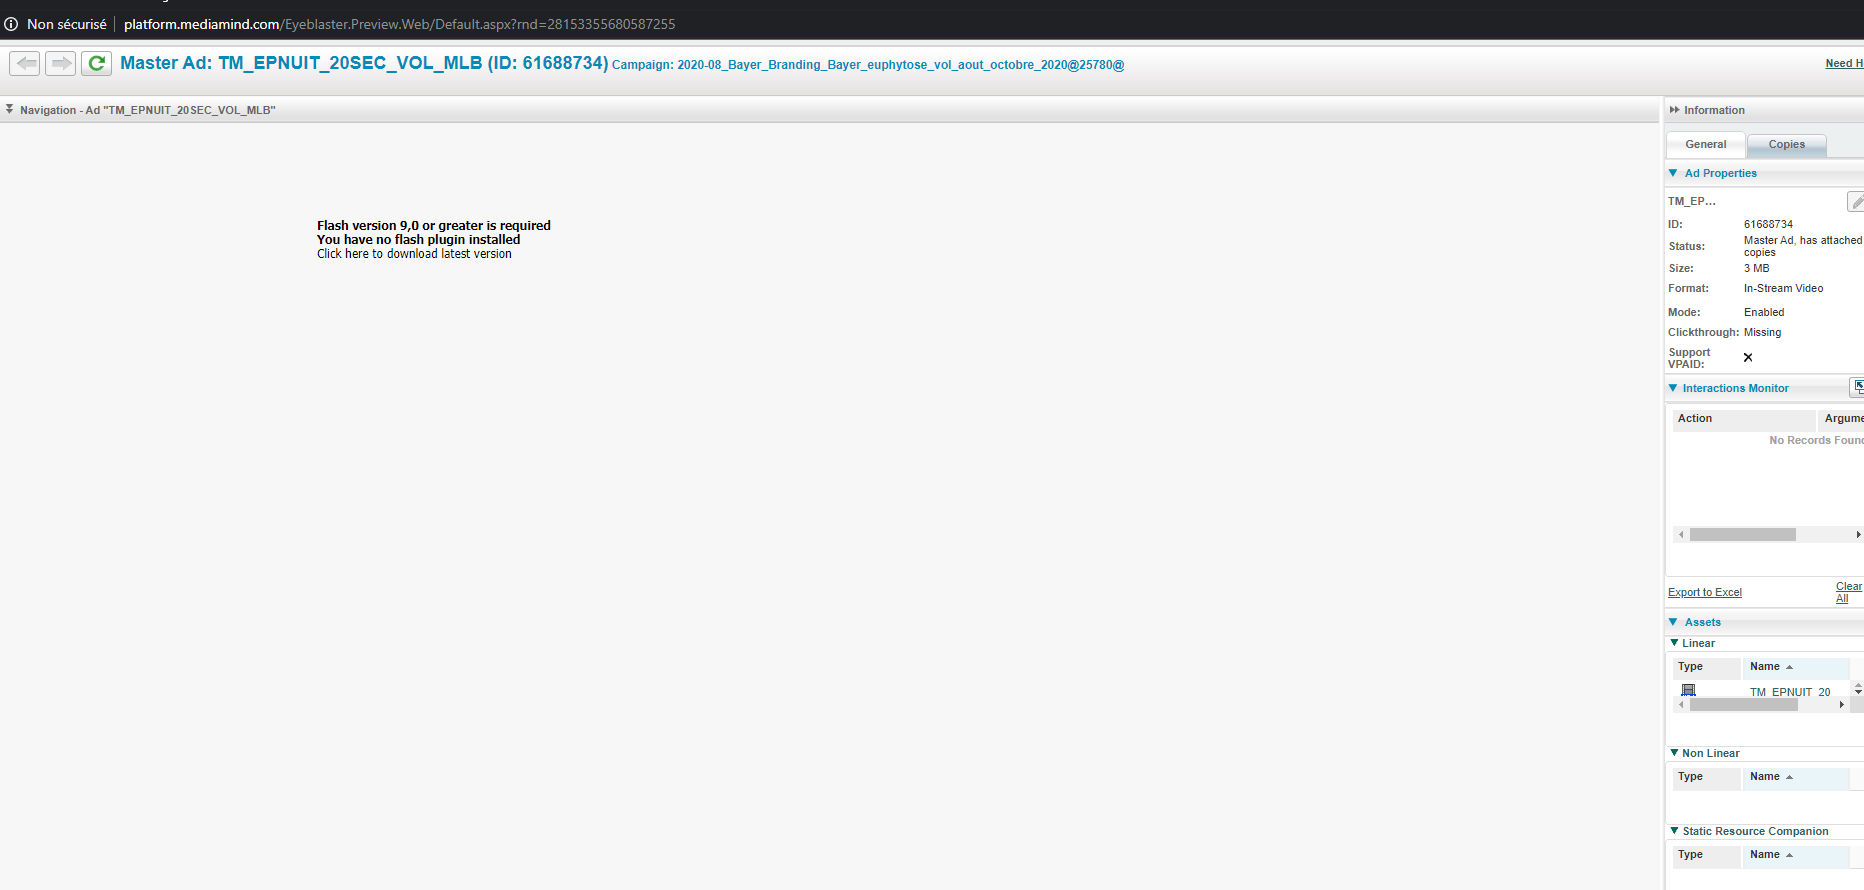 Non sécurisé platform.mediamind.com/Eyeblaster.Preview.Web/Default.aspx?rnd=28153355680587255
Master Ad: TM_EPNUIT_20SEC_VOL_MLB (ID: 61688734) Campaign: 2020-08_Bayer_Branding_Bayer_euphytose_vol_aout_octobre_2020@25780@
Need H
Navigation - Ad "TM_EPNUIT_20SEC_VOL_MLB"
Flash version 9,0 or greater is required
You have no flash plugin installed
Click here to download latest version
Information
General Copies
Ad Properties
TM_EP...
ID: 61688734
Status: Master Ad, has attached
copies
Size: 3 MB
Format: In-Stream Video
Mode: Enabled
Clickthrough: Missing
Support
VPAID:
Interactions Monitor
Action Argume
No Records Found
Export to Excel Clear
All
Assets
Linear
Type Name
TM_EPNUIT_20
Non Linear
Type Name
Static Resource Companion
Type Name